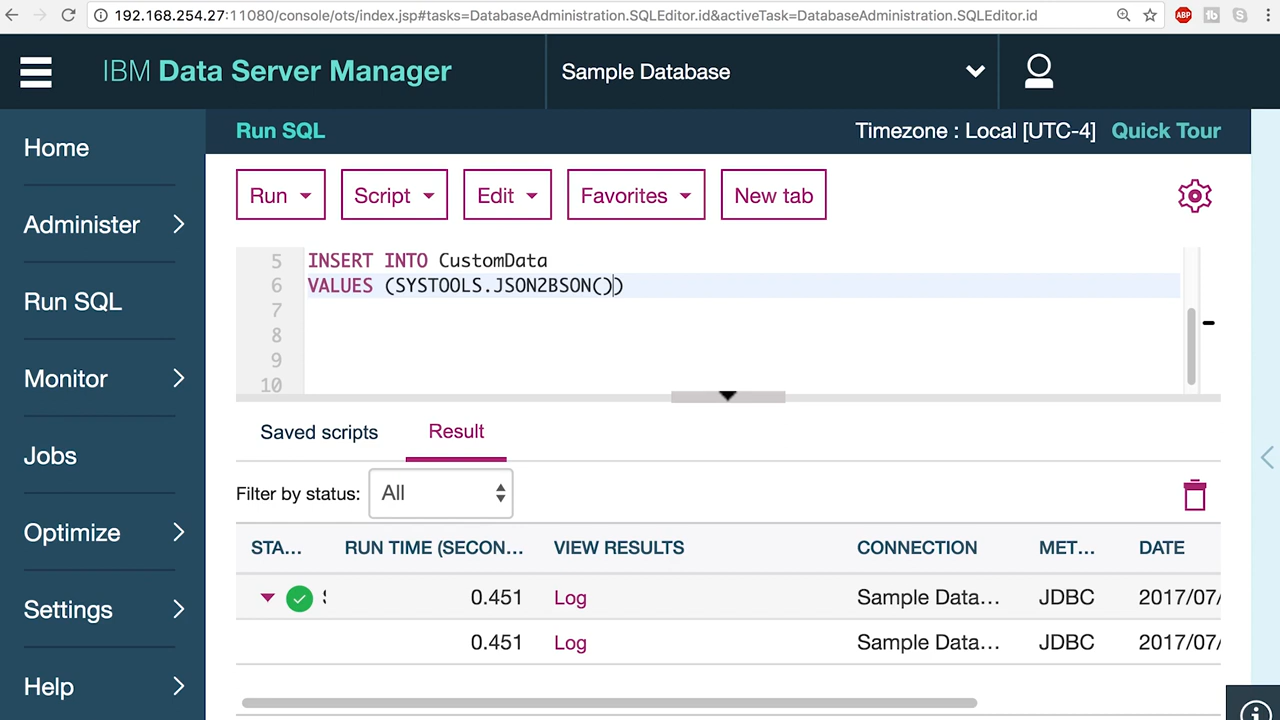 192.168.254.27:11080/console/ots/index.jsp#tasks=DatabaseAdministration.SQLEditor.id&activeTask=DatabaseAdministration.SQLEditor.id
ABP
tb
S
IBM Data Server Manager
Sample Database
Home
Administer
Run SQL
Monitor
Jobs
Optimize
Settings
Help
Run SQL
Timezone : Local [UTC-4]
Quick Tour
Run
Script
Edit
Favorites
New tab
5 INSERT INTO CustomData
6 VALUES (SYSTOOLS.JSON2BSON())
7
8
9
10
Saved scripts
Result
Filter by status: All
STA... RUN TIME (SECON... VIEW RESULTS CONNECTION MET... DATE
0.451 Log Sample Data... JDBC 2017/07/
0.451 Log Sample Data... JDBC 2017/07/